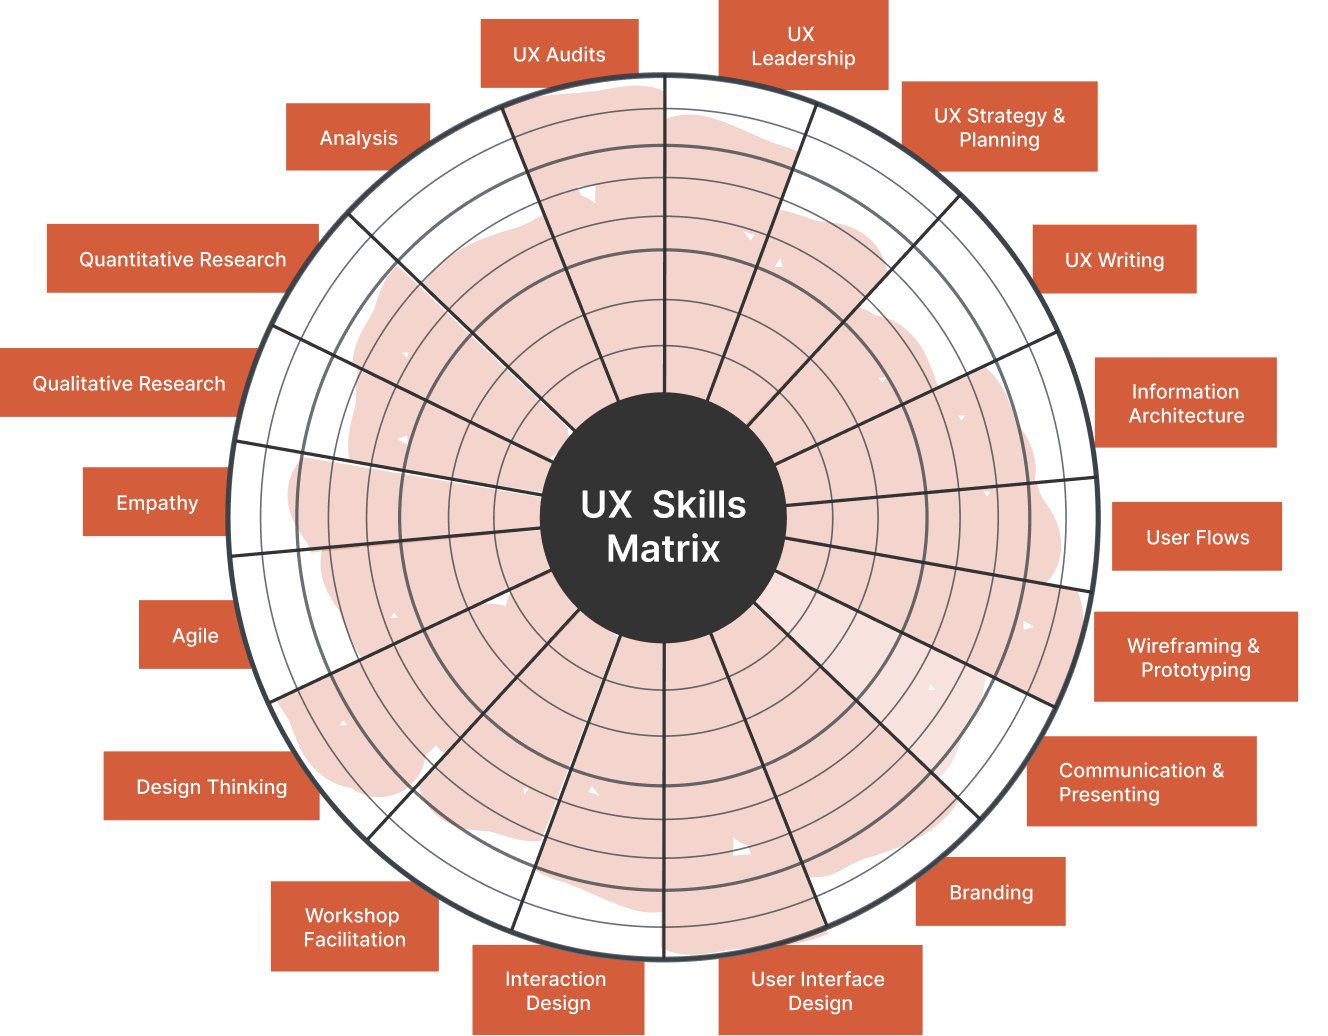 UX Audits
UX
Leadership
UX Strategy &
Planning
UX Writing
Information
Architecture
User Flows
Wireframing &
Prototyping
Communication &
Presenting
Branding
User Interface
Design
Interaction
Design
Workshop
Facilitation
Design Thinking
Agile
Empathy
Qualitative Research
Quantitative Research
Analysis
UX Skills
Matrix